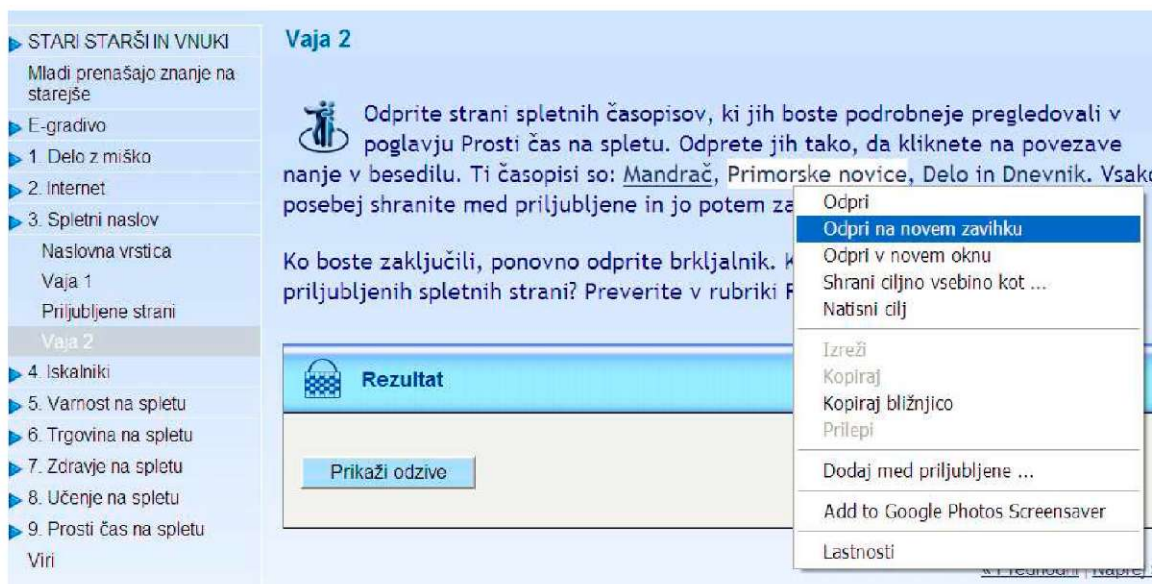 STARI STARŠI IN VNUKI
Mladi prenašajo znanje na
starejše
E-gradivo
1. Delo z miško
2. Internet
3. Spletni naslov
Naslovna vrstica
Vaja 1
Priljubljene strani
Vaja 2
4. Iskalniki
5. Varnost na spletu
6. Trgovina na spletu
7. Zdravje na spletu
8. Učenje na spletu
9. Prosti čas na spletu
Viri
Vaja 2
Odprite strani spletnih časopisov, ki jih boste podrobneje pregledovali v
poglavju Prosti čas na spletu. Odprete jih tako, da kliknete na povezave
nanje v besedilu. Ti časopisi so: Mandrač, Primorske novice, Delo in Dnevnik. Vsako
posebej shranite med priljubljene in jo potem za
Ko boste zaključili, ponovno odprite brkljalnik. K
priljubljenih spletnih strani? Preverite v rubriki
Rezultat
Prikaži odzive
Odpri
Odpri na novem zavihku
Odpri v novem oknu
Shrani ciljno vsebino kot ...
Natisni cilj
Izreži
Kopiraj
Kopiraj bližnjico
Prilepi
Dodaj med priljubljene ...
Add to Google Photos Screensaver
Lastnosti